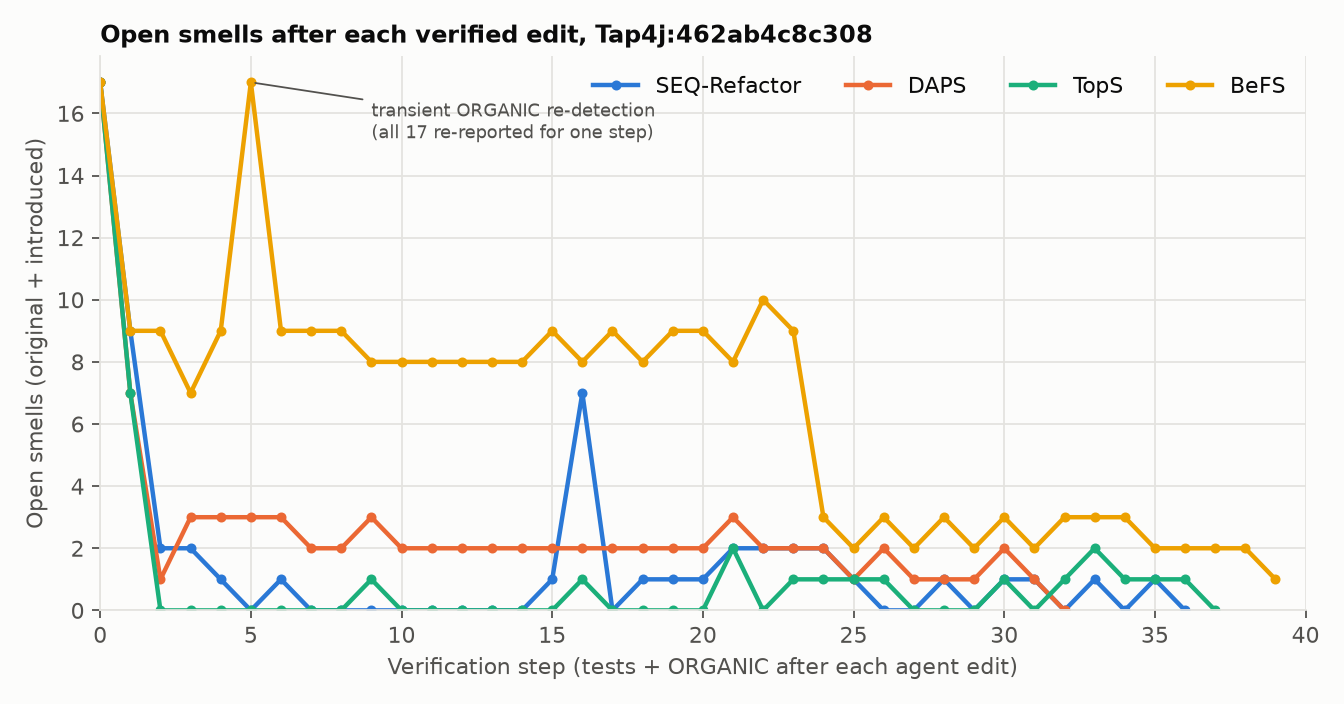 Open smells after each verified edit, Tap4j:462ab4c8c308
SEQ-Refactor
DAPS
TopS
BeFS
transient ORGANIC re-detection
(all 17 re-reported for one step)
Open smells (original + introduced)
16
14
12
10
8
6
4
2
0
0
5
10
15
20
25
30
35
40
Verification step (tests + ORGANIC after each agent edit)